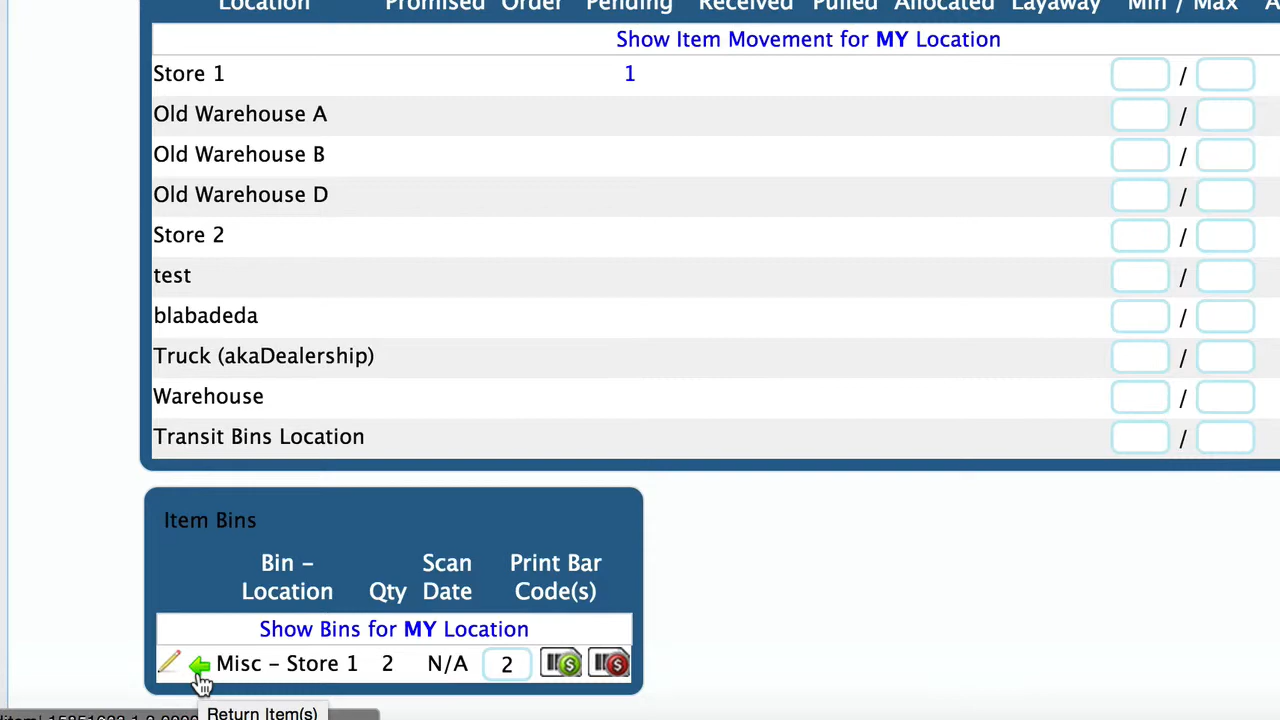 Location Promised Order Pending Received Pulled Allocated Layaway Min / Max
Show Item Movement for MY Location
Store 1 1 /
Old Warehouse A /
Old Warehouse B /
Old Warehouse D /
Store 2 /
test /
blabadeda /
Truck (akaDealership) /
Warehouse /
Transit Bins Location /
Item Bins
Bin – Scan Print Bar
Location Qty Date Code(s)
Show Bins for MY Location
Misc – Store 1 2 N/A 2
Return Item(s)